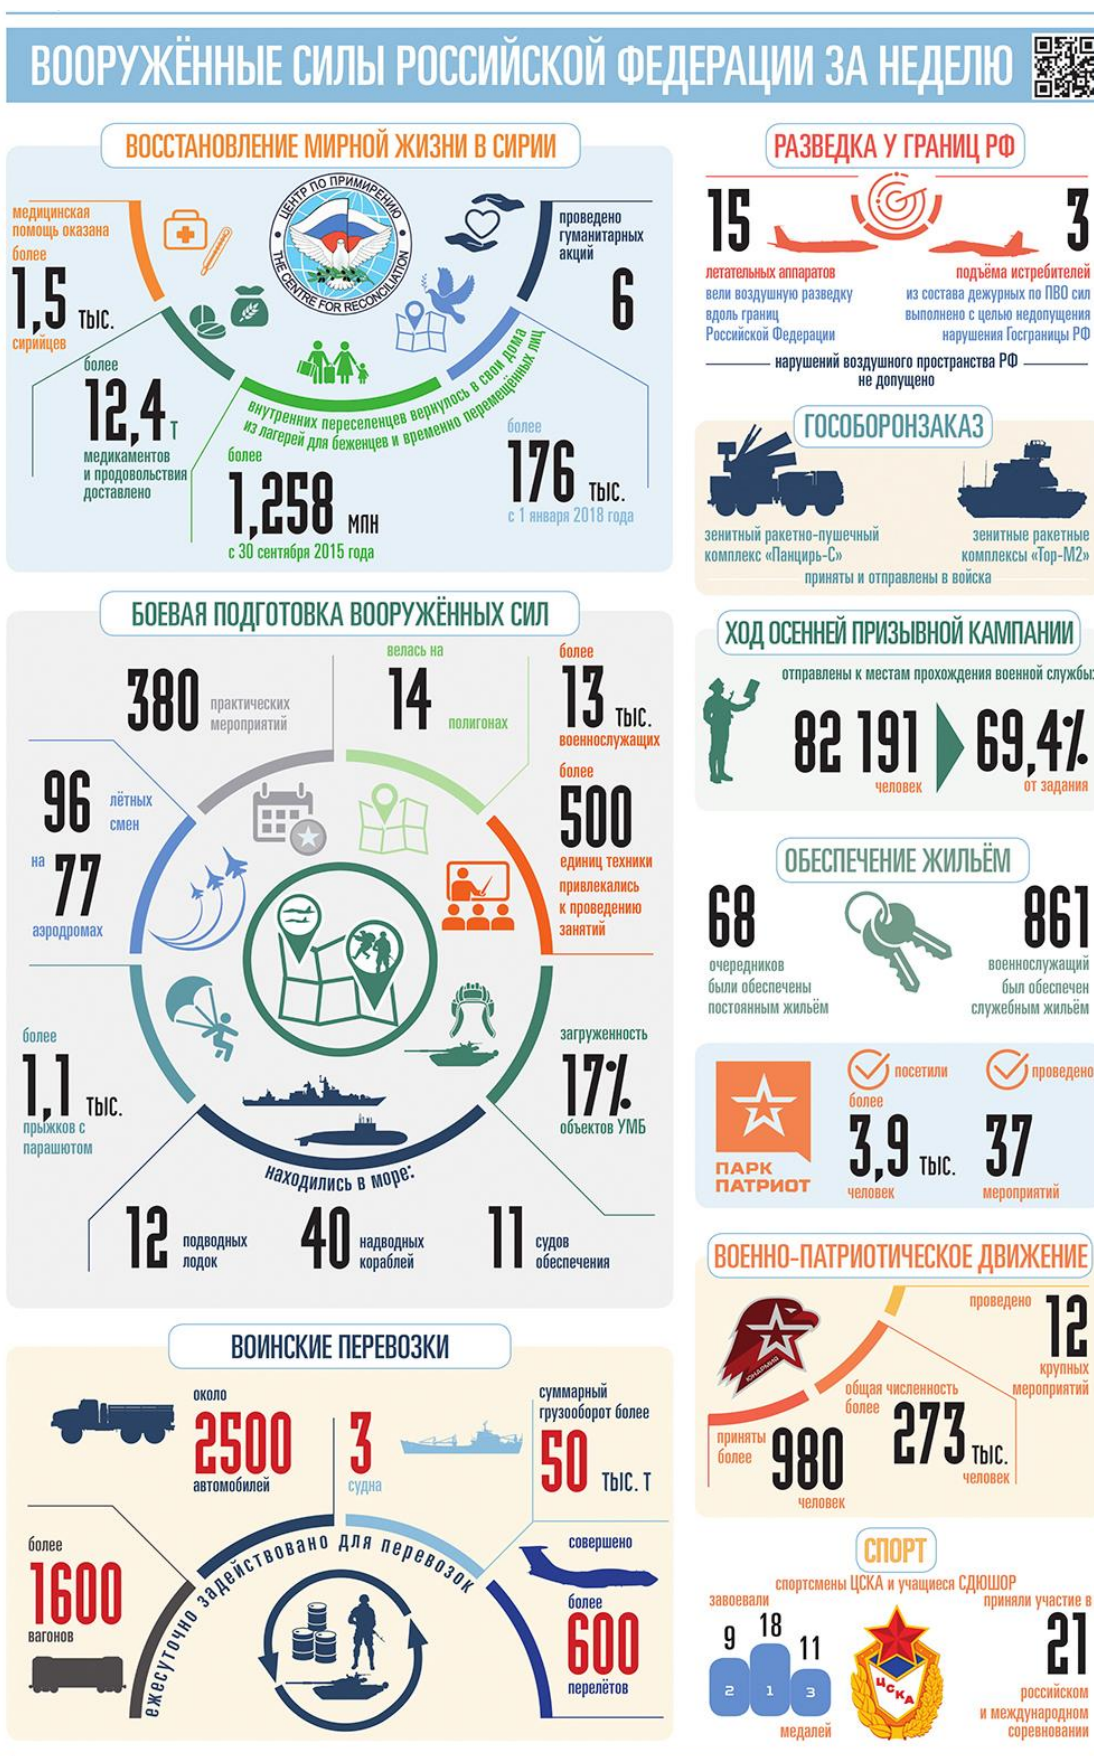 ВООРУЖЁННЫЕ СИЛЫ РОССИЙСКОЙ ФЕДЕРАЦИИ ЗА НЕДЕЛЮ
ВОССТАНОВЛЕНИЕ МИРНОЙ ЖИЗНИ В СИРИИ
медицинская
помощь оказана
более
1,5 тыс.
сирийцев
ЦЕНТР ПО ПРИМИРЕНИЮ
THE CENTRE FOR RECONCILIATION
проведено
гуманитарных
акций
6
более
12,4 т
медикаментов
и продовольствия
доставлено
внутренних переселенцев вернулось в свои дома
из лагерей для беженцев и временно перемещённых лиц
более
1,258 млн
с 30 сентября 2015 года
более
176 тыс.
с 1 января 2018 года
БОЕВАЯ ПОДГОТОВКА ВООРУЖЁННЫХ СИЛ
380 практических
мероприятий
велась на
14 полигонах
более
13 тыс.
военнослужащих
более
500
единиц техники
привлекались
к проведению
занятий
96 лётных
смен
на
77
аэродромах
более
1,1 тыс.
прыжков с
парашютом
загруженность
17%
объектов УМБ
находились в море:
12 подводных
лодок
40 надводных
кораблей
11 судов
обеспечения
ВОИНСКИЕ ПЕРЕВОЗКИ
около
2500
автомобилей
3
судна
суммарный
грузооборот более
50 тыс. т
более
1600
вагонов
ежесуточно задействовано для перевозок
совершено
более
600
перелётов
РАЗВЕДКА У ГРАНИЦ РФ
15
летательных аппаратов
вели воздушную разведку
вдоль границ
Российской Федерации
3
подъёма истребителей
из состава дежурных по ПВО сил
выполнено с целью недопущения
нарушения Госграницы РФ
нарушений воздушного пространства РФ
не допущено
ГОСОБОРОНЗАКАЗ
зенитный ракетно-пушечный
комплекс «Панцирь-С»
зенитные ракетные
комплексы «Тор-М2»
приняты и отправлены в войска
ХОД ОСЕННЕЙ ПРИЗЫВНОЙ КАМПАНИИ
отправлены к местам прохождения военной службы:
82 191
человек
69,4%
от задания
ОБЕСПЕЧЕНИЕ ЖИЛЬЁМ
68
очередников
были обеспечены
постоянным жильём
861
военнослужащий
был обеспечен
служебным жильём
ПАРК
ПАТРИОТ
посетили
более
3,9 тыс.
человек
проведено
37
мероприятий
ВОЕННО-ПАТРИОТИЧЕСКОЕ ДВИЖЕНИЕ
ЮНАРМИЯ
проведено
12
крупных
мероприятий
общая численность
более
273 тыс.
человек
приняты
более
980
человек
СПОРТ
спортсмены ЦСКА и учащиеся СДЮШОР
завоевали
9 18 11
2 1 3
медалей
ЦСКА
приняли участие в
21
российском
и международном
соревновании